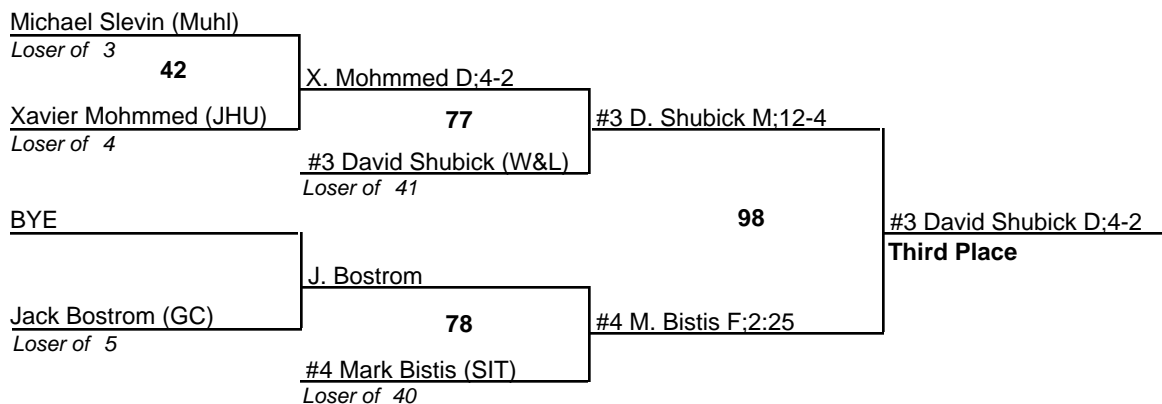 Michael Slevin (Muhl)
Loser of 3
42
X. Mohmmed D;4-2
Xavier Mohmmed (JHU)
Loser of 4
77
#3 D. Shubick M;12-4
#3 David Shubick (W&L)
Loser of 41
BYE
98
#3 David Shubick D;4-2
Third Place
J. Bostrom
Jack Bostrom (GC)
Loser of 5
78
#4 M. Bistis F;2:25
#4 Mark Bistis (SIT)
Loser of 40